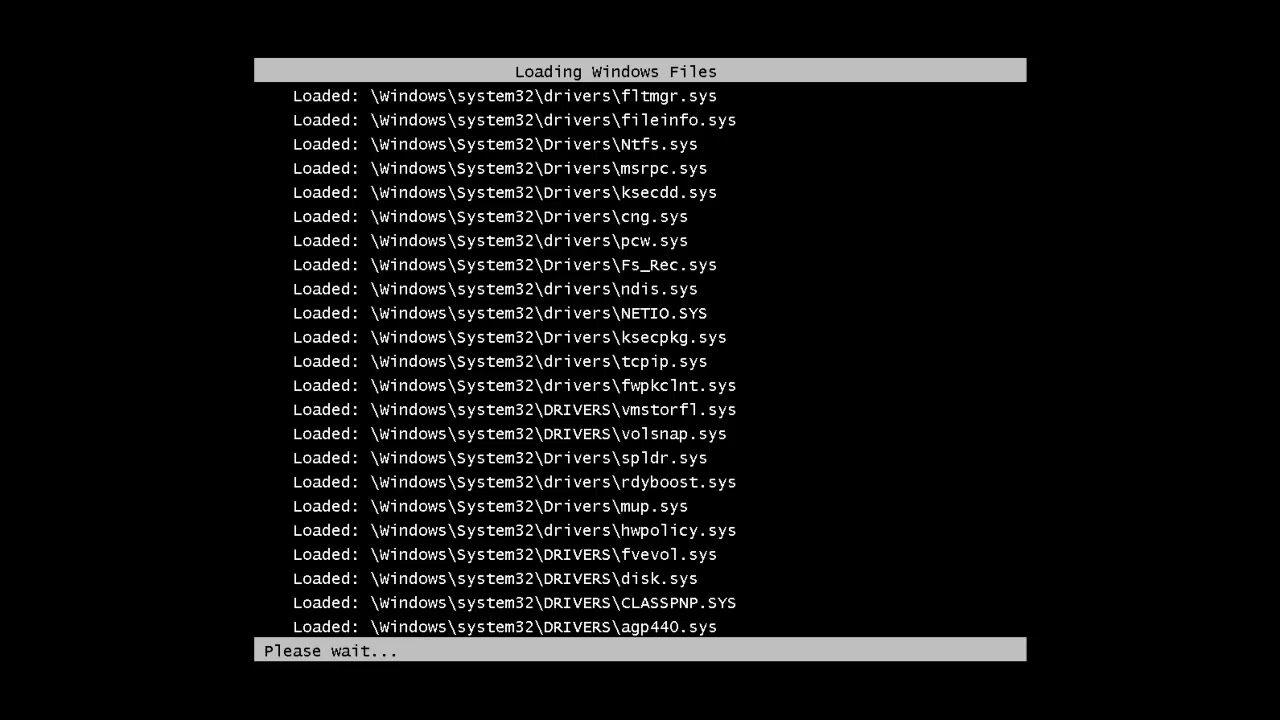 Loading Windows Files
Loaded: \Windows\system32\drivers\fltmgr.sys
Loaded: \Windows\system32\drivers\fileinfo.sys
Loaded: \Windows\System32\Drivers\Ntfs.sys
Loaded: \Windows\System32\Drivers\msrpc.sys
Loaded: \Windows\System32\Drivers\ksecdd.sys
Loaded: \Windows\System32\Drivers\cng.sys
Loaded: \Windows\System32\drivers\pcw.sys
Loaded: \Windows\System32\Drivers\Fs_Rec.sys
Loaded: \Windows\system32\drivers\ndis.sys
Loaded: \Windows\system32\drivers\NETIO.SYS
Loaded: \Windows\System32\Drivers\ksecpkg.sys
Loaded: \Windows\System32\drivers\tcpip.sys
Loaded: \Windows\System32\drivers\fwpkclnt.sys
Loaded: \Windows\system32\DRIVERS\vmstorfl.sys
Loaded: \Windows\system32\DRIVERS\volsnap.sys
Loaded: \Windows\System32\Drivers\spldr.sys
Loaded: \Windows\System32\drivers\rdyboost.sys
Loaded: \Windows\System32\Drivers\mup.sys
Loaded: \Windows\System32\drivers\hwpolicy.sys
Loaded: \Windows\System32\DRIVERS\fvevol.sys
Loaded: \Windows\system32\DRIVERS\disk.sys
Loaded: \Windows\system32\DRIVERS\CLASSPNP.SYS
Loaded: \Windows\system32\DRIVERS\agp440.sys
Please wait...